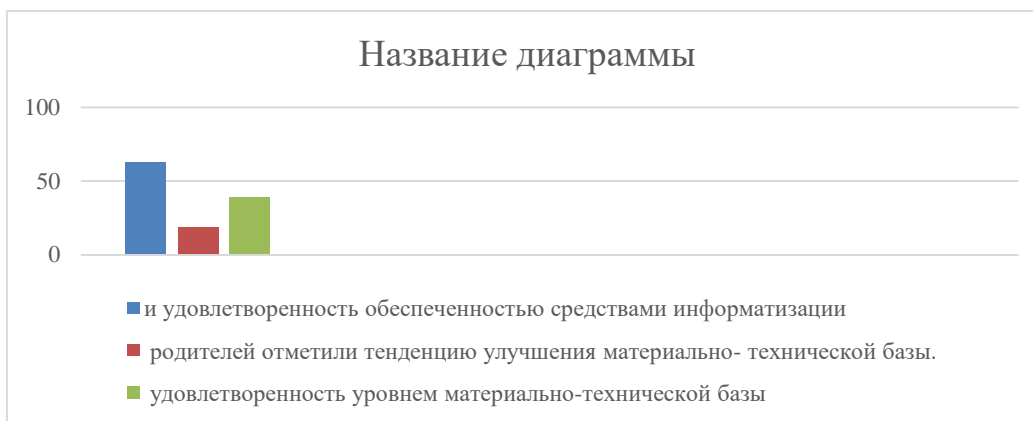 Название диаграммы
100
50
0
и удовлетворенность обеспеченностью средствами информатизации
родителей отметили тенденцию улучшения материально- технической базы.
удовлетворенность уровнем материально-технической базы